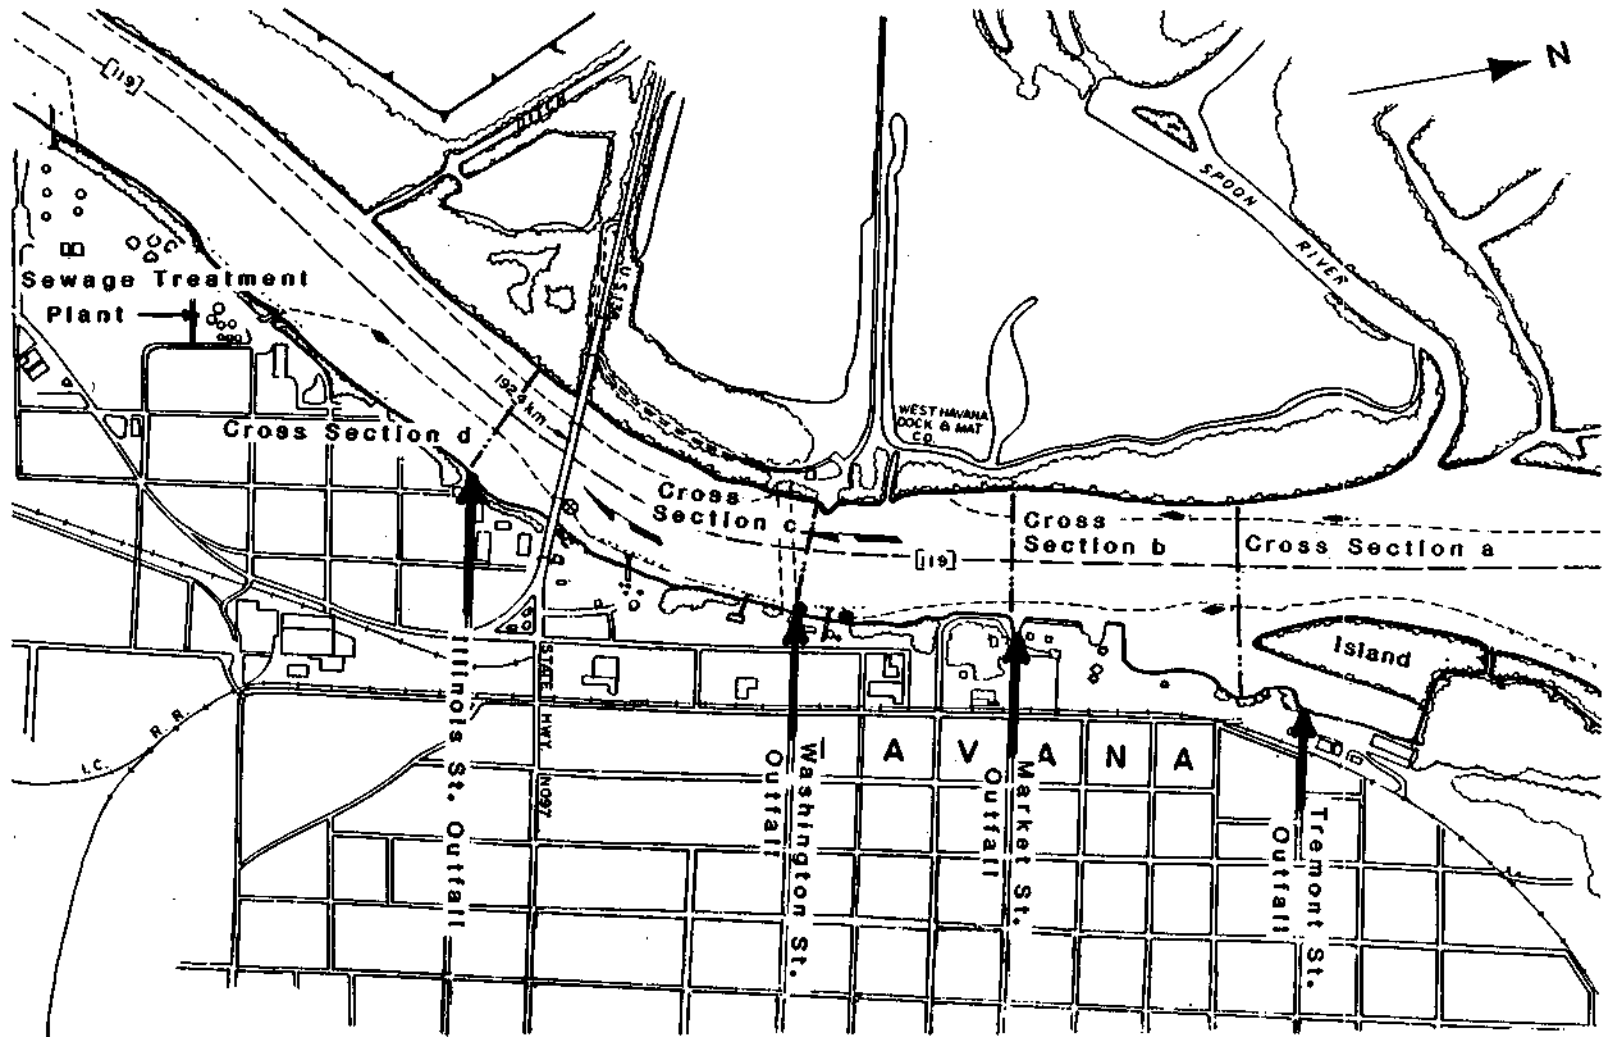 N
[119]
DITCH
SPOON
RIVER
U.S. 136
Sewage Treatment
Plant
192.4 km
Cross Section d
WEST HAVANA
DOCK & MAT
CO.
Cross
Section c
Cross
Section b
Cross Section a
[119]
Island
STATE HWY. N097
R. R.
I.C.
A V A N A
Illinois St. Outfall
Washington St.
Outfall
Market St.
Outfall
Tremont St.
Outfall